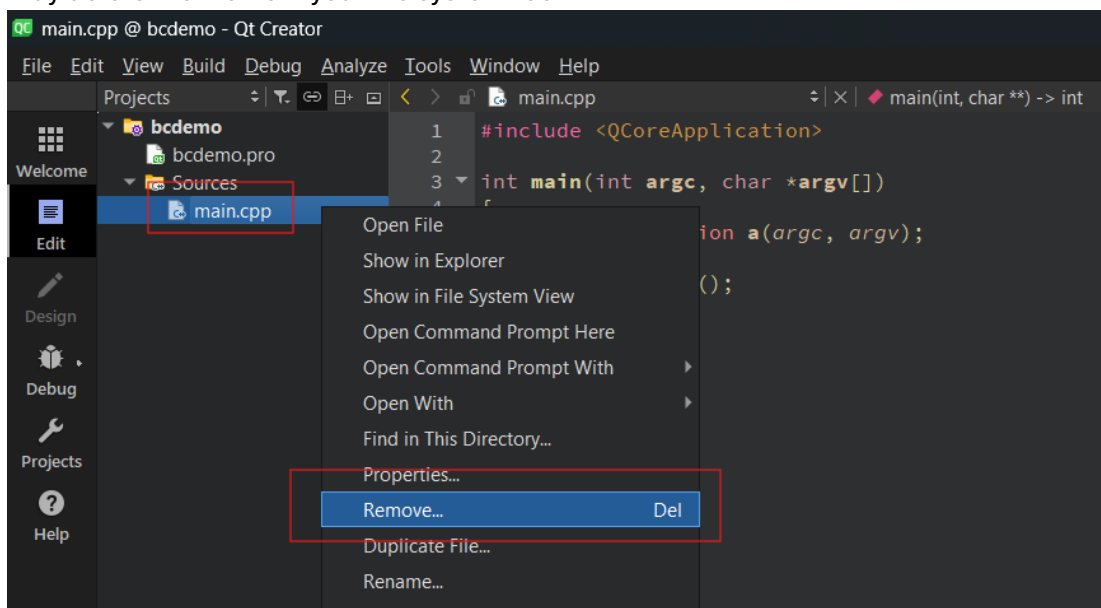 QC main.cpp @ bcdemo - Qt Creator
File Edit View Build Debug Analyze Tools Window Help
Projects
main.cpp
main(int, char **) -> int
Welcome
Edit
Design
Debug
Projects
Help
bcdemo
bcdemo.pro
Sources
main.cpp
1 #include <QCoreApplication>
2
3 int main(int argc, char *argv[])
ion a(argc, argv);
();
Open File
Show in Explorer
Show in File System View
Open Command Prompt Here
Open Command Prompt With
Open With
Find in This Directory...
Properties...
Remove... Del
Duplicate File...
Rename...